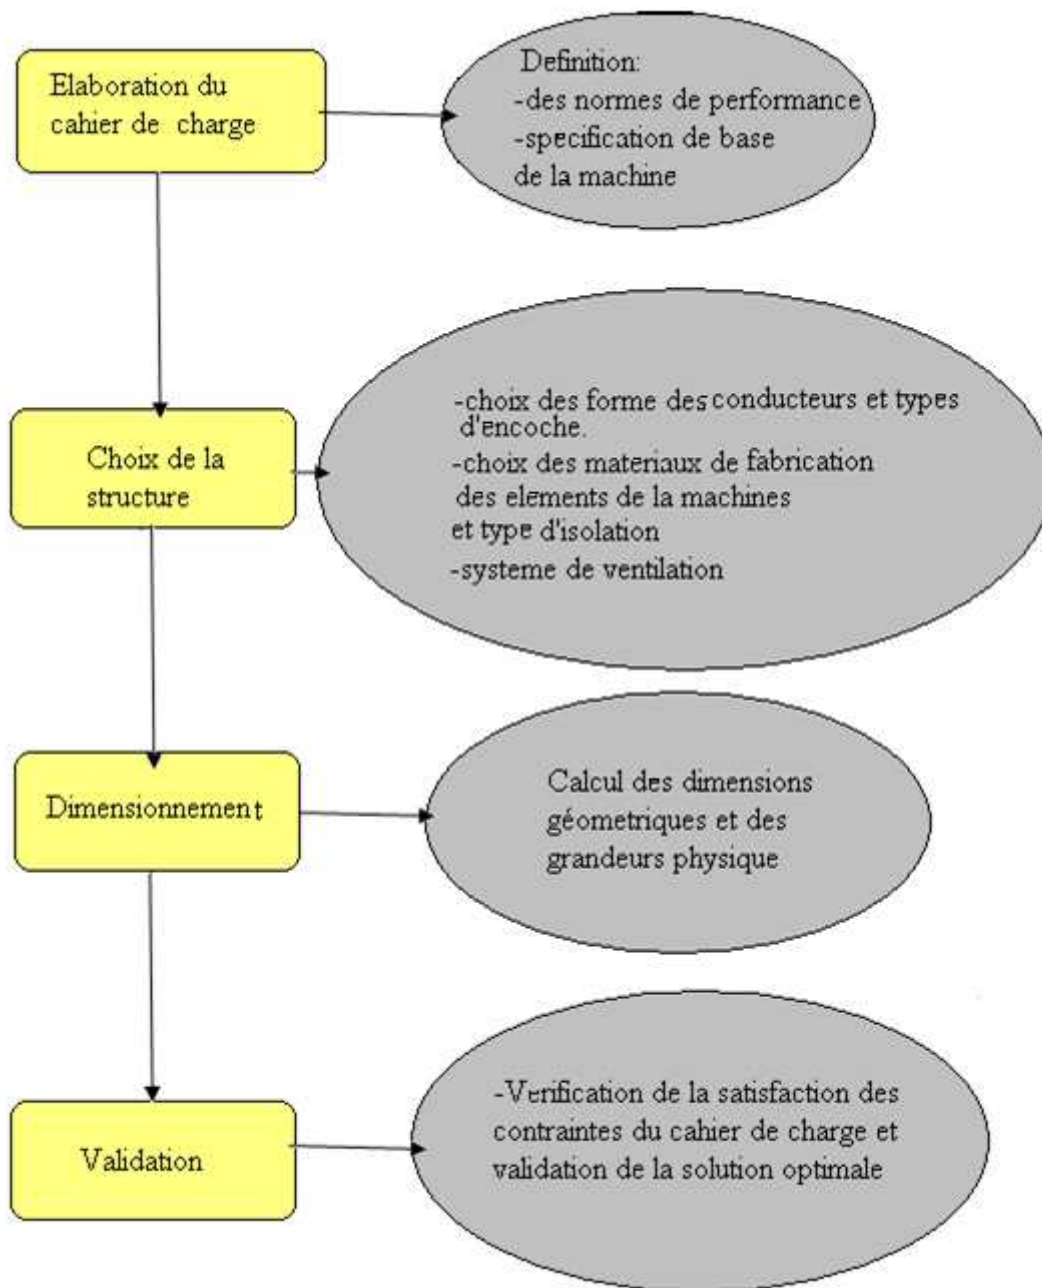 Elaboration du
cahier de charge
Definition:
-des normes de performance
-specification de base
de la machine
Choix de la
structure
-choix des forme des conducteurs et types
d'encoche.
-choix des materiaux de fabrication
des elements de la machines
et type d'isolation
-systeme de ventilation
Dimensionnement
Calcul des dimensions
géometriques et des
grandeurs physique
Validation
-Verification de la satisfaction des
contraintes du cahier de charge et
validation de la solution optimale